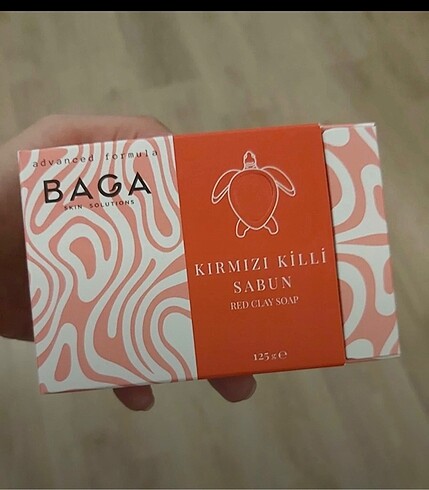 advanced formula
BAGA
SKIN SOLUTIONS
KIRMIZI KİLLİ
SABUN
RED CLAY SOAP
125 g ℮